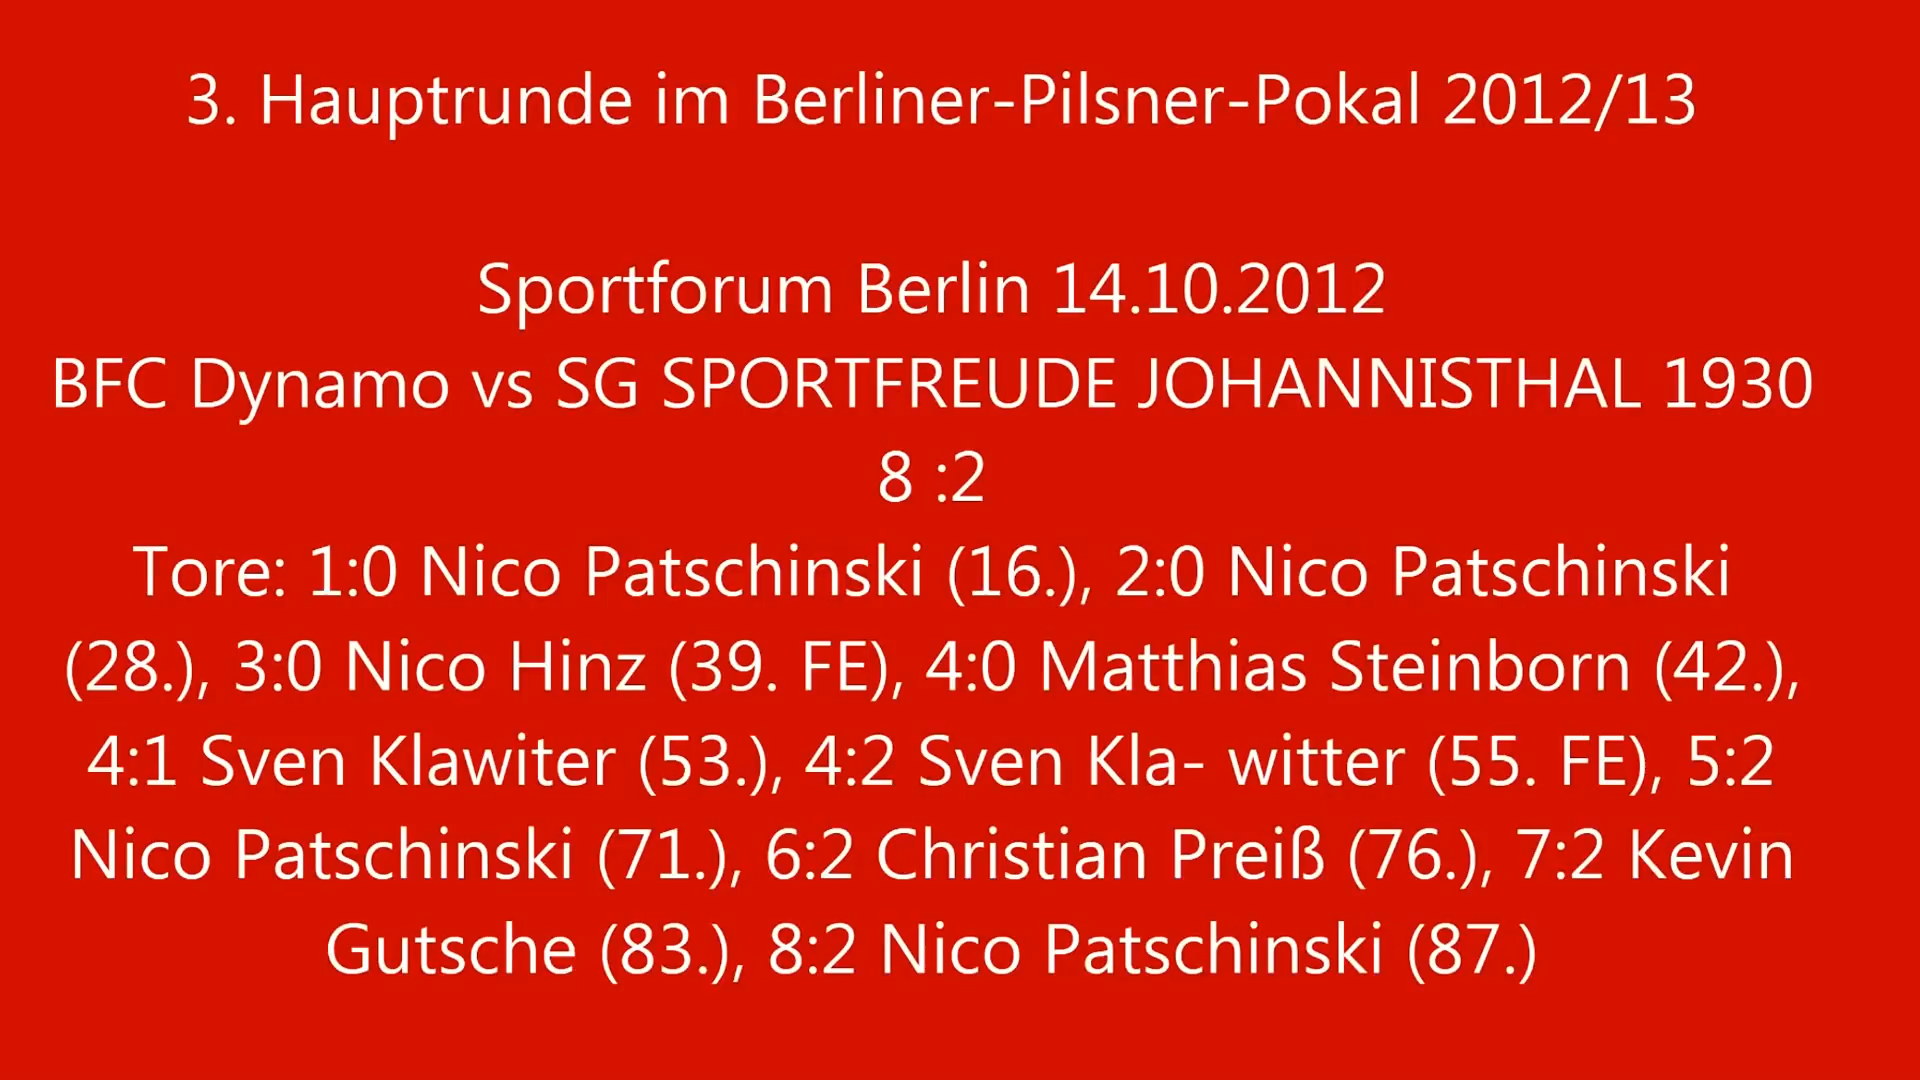 3. Hauptrunde im Berliner-Pilsner-Pokal 2012/13
Sportforum Berlin 14.10.2012
BFC Dynamo vs SG SPORTFREUDE JOHANNISTHAL 1930
8 :2
Tore: 1:0 Nico Patschinski (16.), 2:0 Nico Patschinski
(28.), 3:0 Nico Hinz (39. FE), 4:0 Matthias Steinborn (42.),
4:1 Sven Klawiter (53.), 4:2 Sven Kla- witter (55. FE), 5:2
Nico Patschinski (71.), 6:2 Christian Preiß (76.), 7:2 Kevin
Gutsche (83.), 8:2 Nico Patschinski (87.)